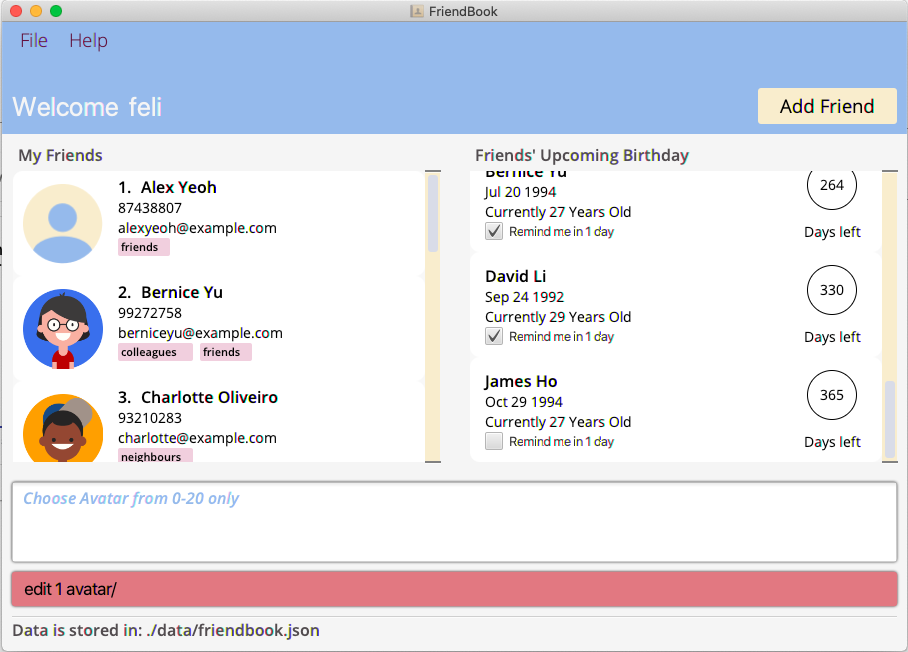 FriendBook
File Help
Welcome feli
Add Friend
My Friends
1. Alex Yeoh
87438807
alexyeoh@example.com
friends
2. Bernice Yu
99272758
berniceyu@example.com
colleagues friends
3. Charlotte Oliveiro
93210283
charlotte@example.com
neighbours
Friends' Upcoming Birthday
Bernice Yu
Jul 20 1994
Currently 27 Years Old
Remind me in 1 day
264
Days left
David Li
Sep 24 1992
Currently 29 Years Old
Remind me in 1 day
330
Days left
James Ho
Oct 29 1994
Currently 27 Years Old
Remind me in 1 day
365
Days left
Choose Avatar from 0-20 only
edit 1 avatar/
Data is stored in: ./data/friendbook.json